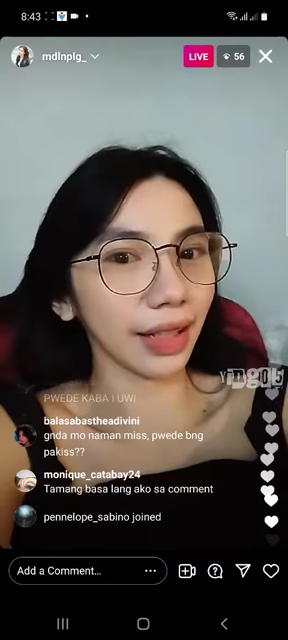 8:43
mdlnplg_
LIVE
56
PWEDE KABA I UWI
balasabastheadivini
gnda mo naman miss, pwede bng
pakiss??
monique_catabay24
Tamang basa lang ako sa comment
pennelope_sabino joined
Add a Comment...